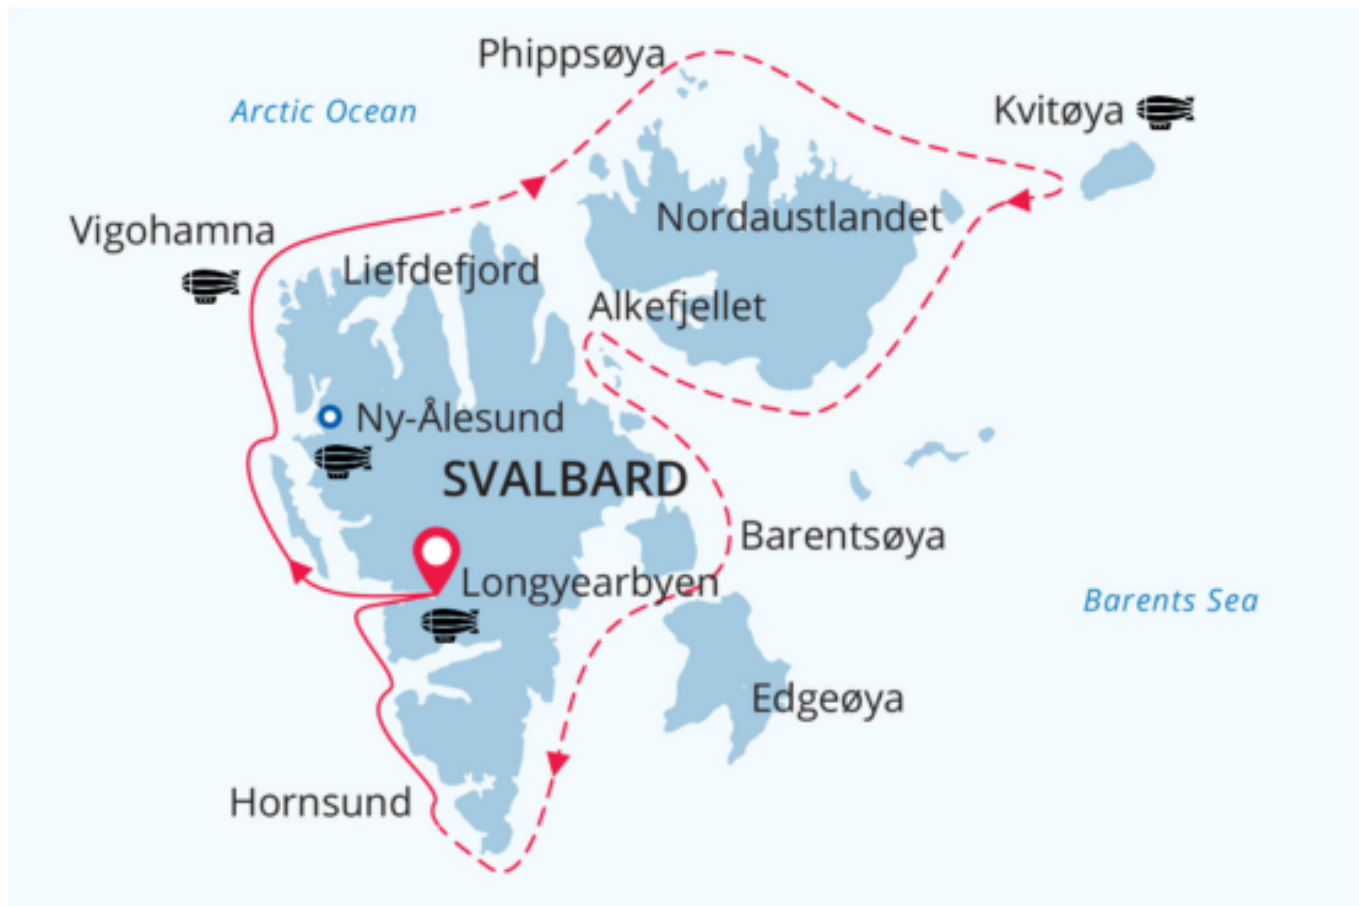 Phippsøya
Arctic Ocean
Kvitøya
Vigohamna
Nordaustlandet
Liefdefjord
Alkefjellet
Ny-Ålesund
SVALBARD
Barentsøya
Longyearbyen
Barents Sea
Edgeøya
Hornsund